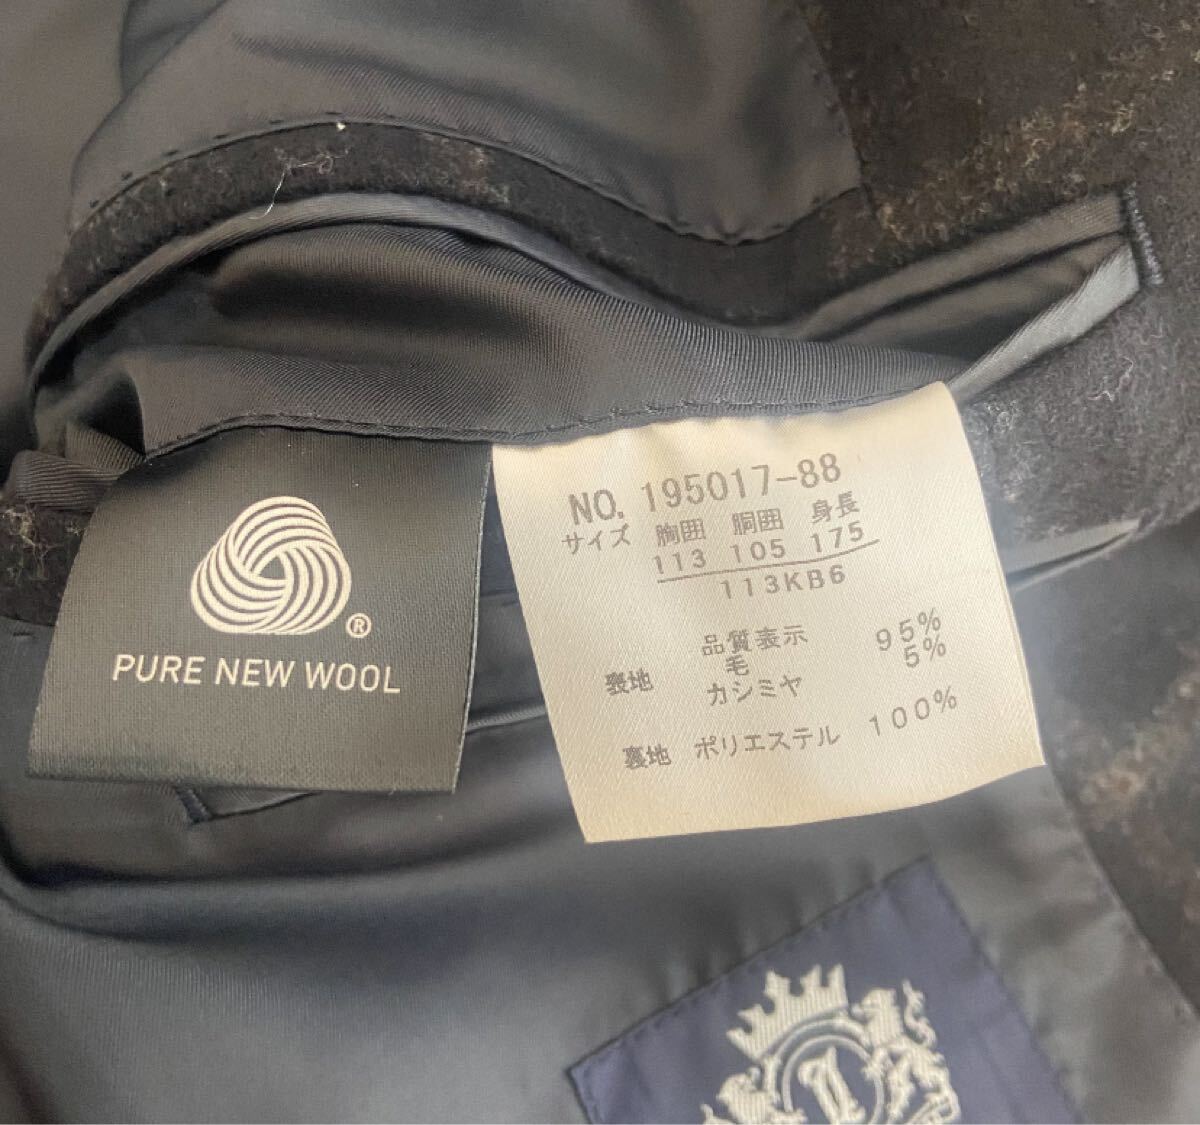 ®
PURE NEW WOOL
NO. 195017-88
サイズ 胸囲 胴囲 身長
113 105 175
113KB6
品質表示
表地 毛 95%
カシミヤ 5%
裏地 ポリエステル 100%